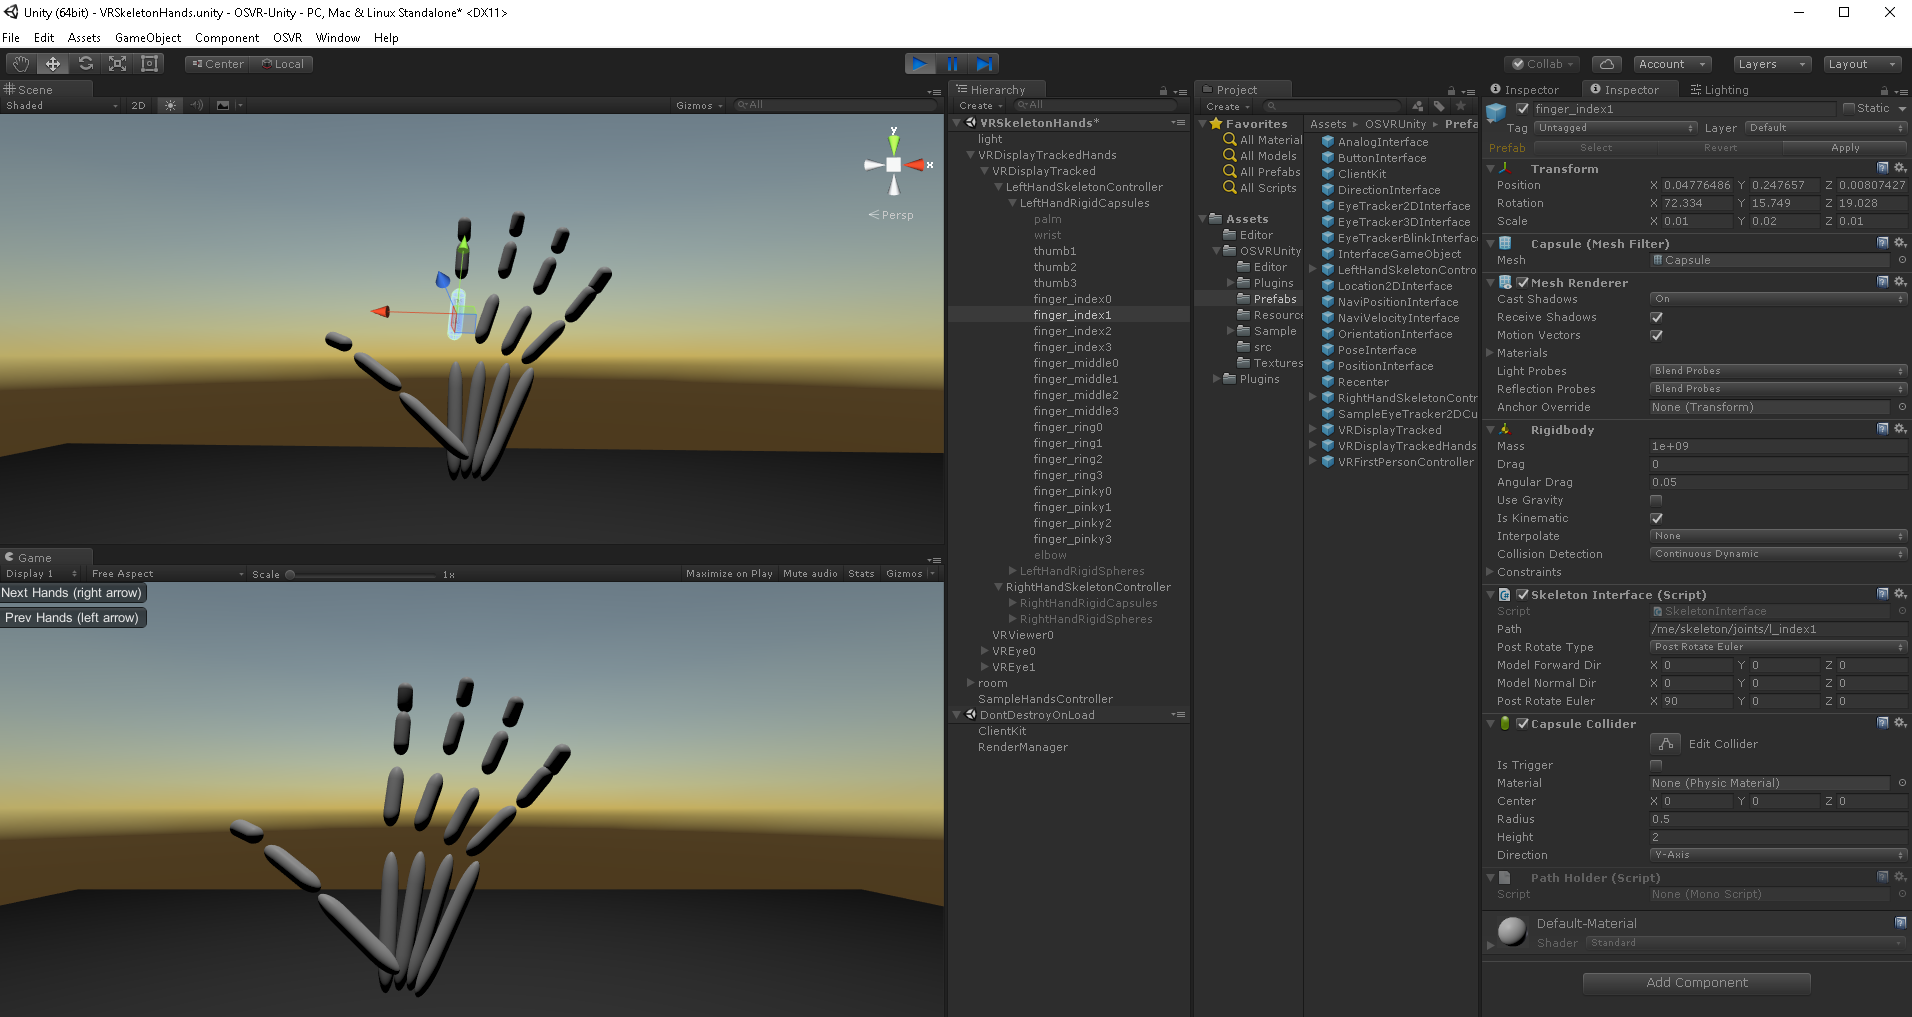 Unity (64bit) - VRSkeletonHands.unity - OSVR-Unity - PC, Mac & Linux Standalone* <DX11>
File Edit Assets GameObject Component OSVR Window Help
Center Local Collab Account Layers Layout
Scene
Shaded 2D Gizmos All
y
x
Persp
Game
Display 1 Free Aspect Scale 1x Maximize on Play Mute audio Stats Gizmos
Next Hands (right arrow)
Prev Hands (left arrow)
Hierarchy
Create All
VRSkeletonHands*
light
VRDisplayTrackedHands
VRDisplayTracked
LeftHandSkeletonController
LeftHandRigidCapsules
palm
wrist
thumb1
thumb2
thumb3
finger_index0
finger_index1
finger_index2
finger_index3
finger_middle0
finger_middle1
finger_middle2
finger_middle3
finger_ring0
finger_ring1
finger_ring2
finger_ring3
finger_pinky0
finger_pinky1
finger_pinky2
finger_pinky3
elbow
LeftHandRigidSpheres
RightHandSkeletonController
RightHandRigidCapsules
RightHandRigidSpheres
VRViewer0
VREye0
VREye1
room
SampleHandsController
DontDestroyOnLoad
ClientKit
RenderManager
Project
Create
Favorites
All Material
All Models
All Prefabs
All Scripts
Assets
Editor
OSVRUnity
Editor
Plugins
Prefabs
Resource
Sample
src
Textures
Plugins
Assets OSVRUnity Prefa
AnalogInterface
ButtonInterface
ClientKit
DirectionInterface
EyeTracker2DInterface
EyeTracker3DInterface
EyeTrackerBlinkInterfac
InterfaceGameObject
LeftHandSkeletonContro
Location2DInterface
NaviPositionInterface
NaviVelocityInterface
OrientationInterface
PoseInterface
PositionInterface
Recenter
RightHandSkeletonContr
SampleEyeTracker2DCu
VRDisplayTracked
VRDisplayTrackedHands
VRFirstPersonController
Inspector Inspector Lighting
finger_index1 Static
Tag Untagged Layer Default
Prefab Select Revert Apply
Transform
Position X 0.04776486 Y 0.247657 Z 0.00807427
Rotation X 72.334 Y 15.749 Z 19.028
Scale X 0.01 Y 0.02 Z 0.01
Capsule (Mesh Filter)
Mesh Capsule
Mesh Renderer
Cast Shadows On
Receive Shadows
Motion Vectors
Materials
Light Probes Blend Probes
Reflection Probes Blend Probes
Anchor Override None (Transform)
Rigidbody
Mass 1e+09
Drag 0
Angular Drag 0.05
Use Gravity
Is Kinematic
Interpolate None
Collision Detection Continuous Dynamic
Constraints
Skeleton Interface (Script)
Script SkeletonInterface
Path /me/skeleton/joints/l_index1
Post Rotate Type Post Rotate Euler
Model Forward Dir X 0 Y 0 Z 0
Model Normal Dir X 0 Y 0 Z 0
Post Rotate Euler X 90 Y 0 Z 0
Capsule Collider
Edit Collider
Is Trigger
Material None (Physic Material)
Center X 0 Y 0 Z 0
Radius 0.5
Height 2
Direction Y-Axis
Path Holder (Script)
Script None (Mono Script)
Default-Material
Shader Standard
Add Component